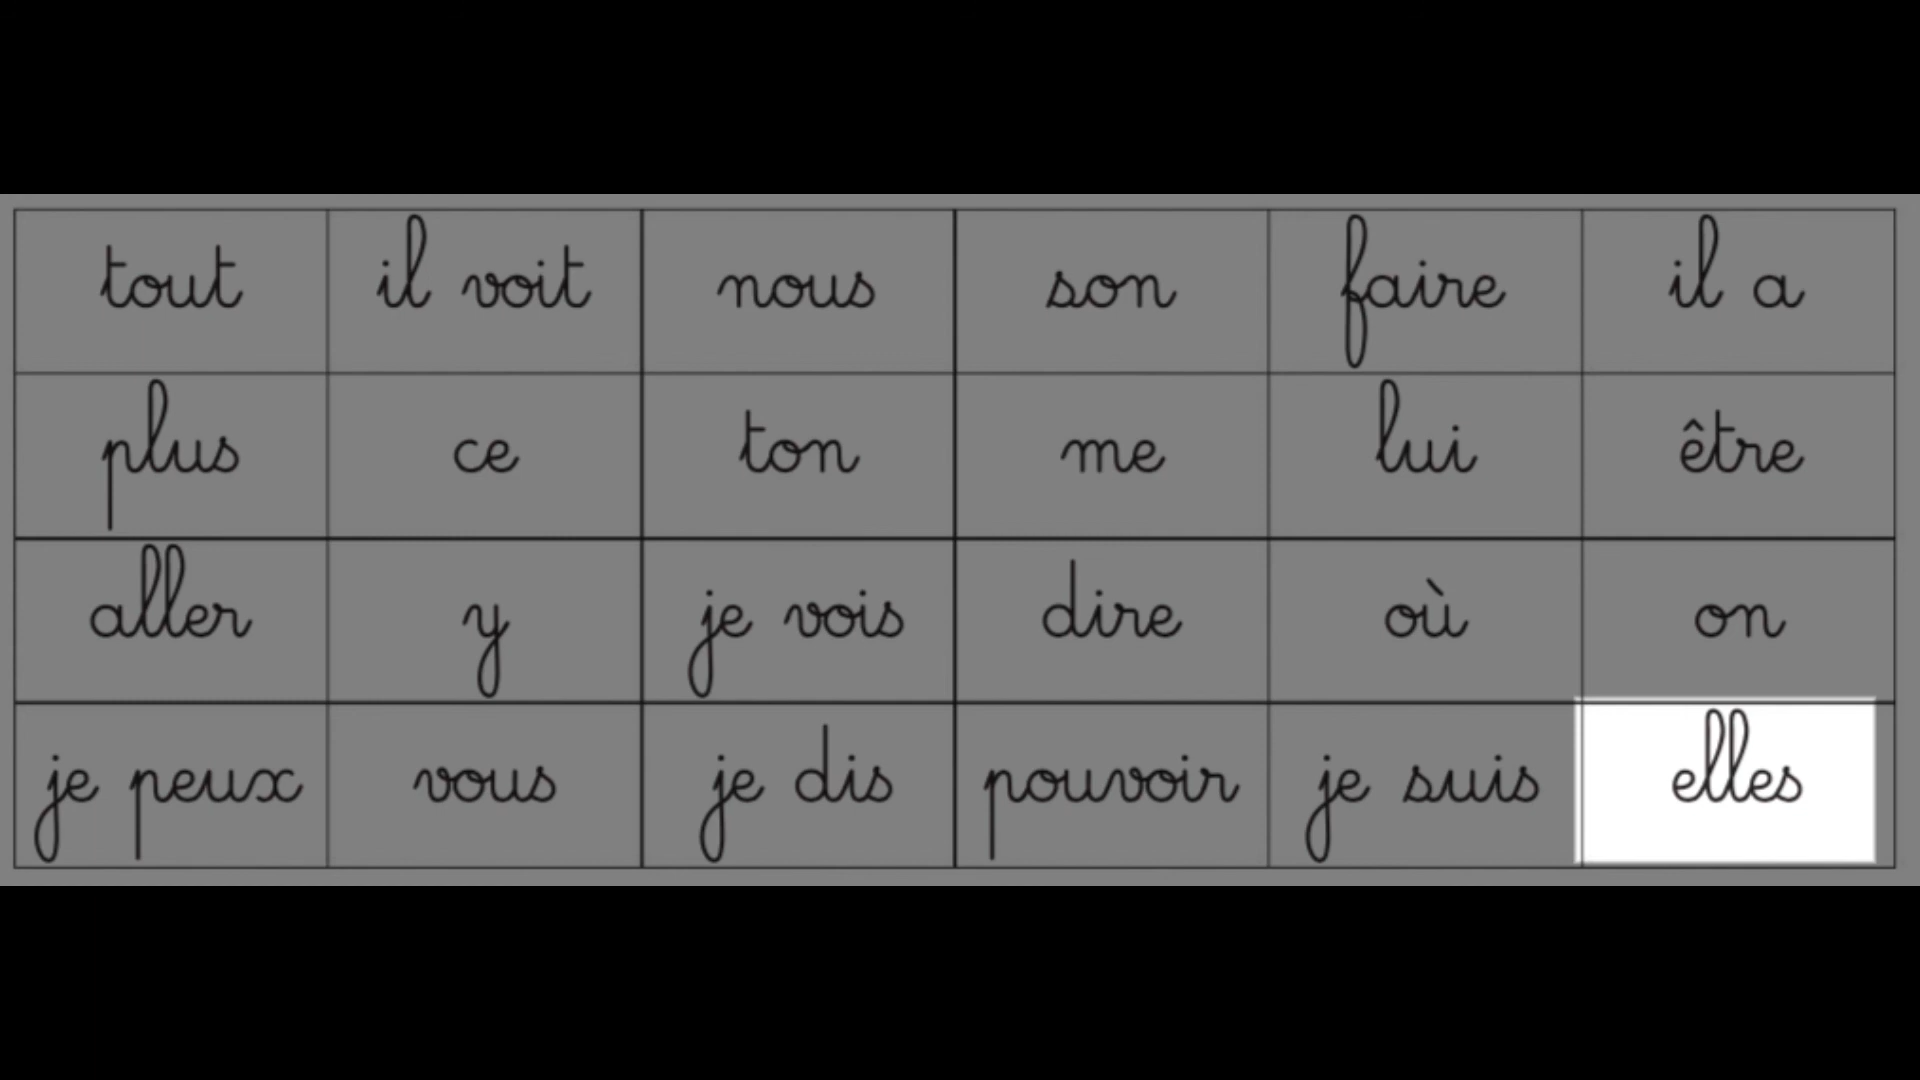 tout il voit nous son faire il a
plus ce ton me lui être
aller y je vois dire où on
je peux vous je dis pouvoir je suis elles